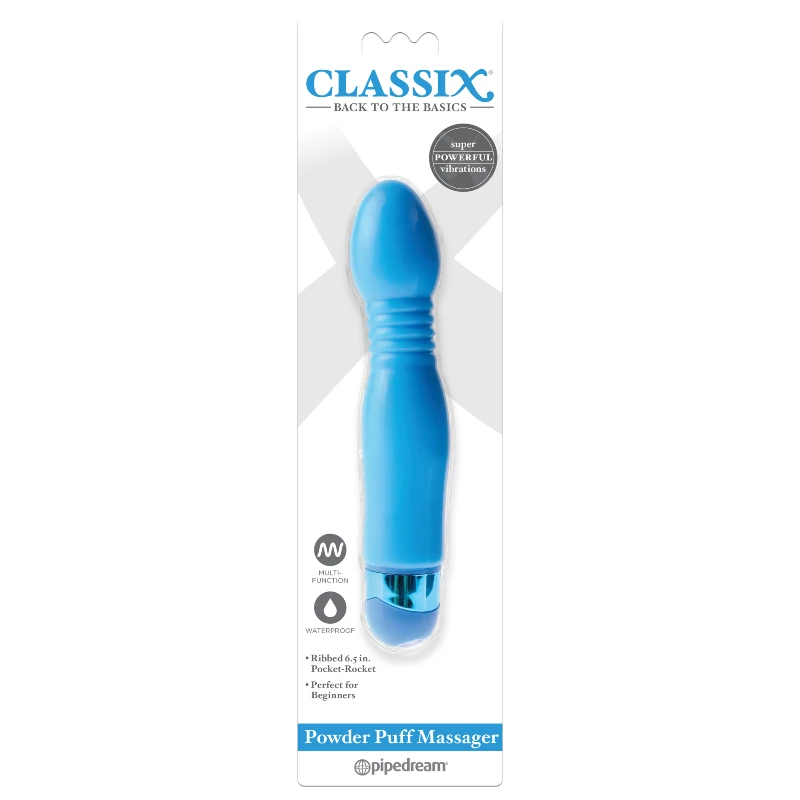 CLASSIX®
BACK TO THE BASICS
super
POWERFUL
vibrations
MULTI-
FUNCTION
WATERPROOF
• Ribbed 6.5 in.
Pocket-Rocket
• Perfect for
Beginners
Powder Puff Massager
pipedream®